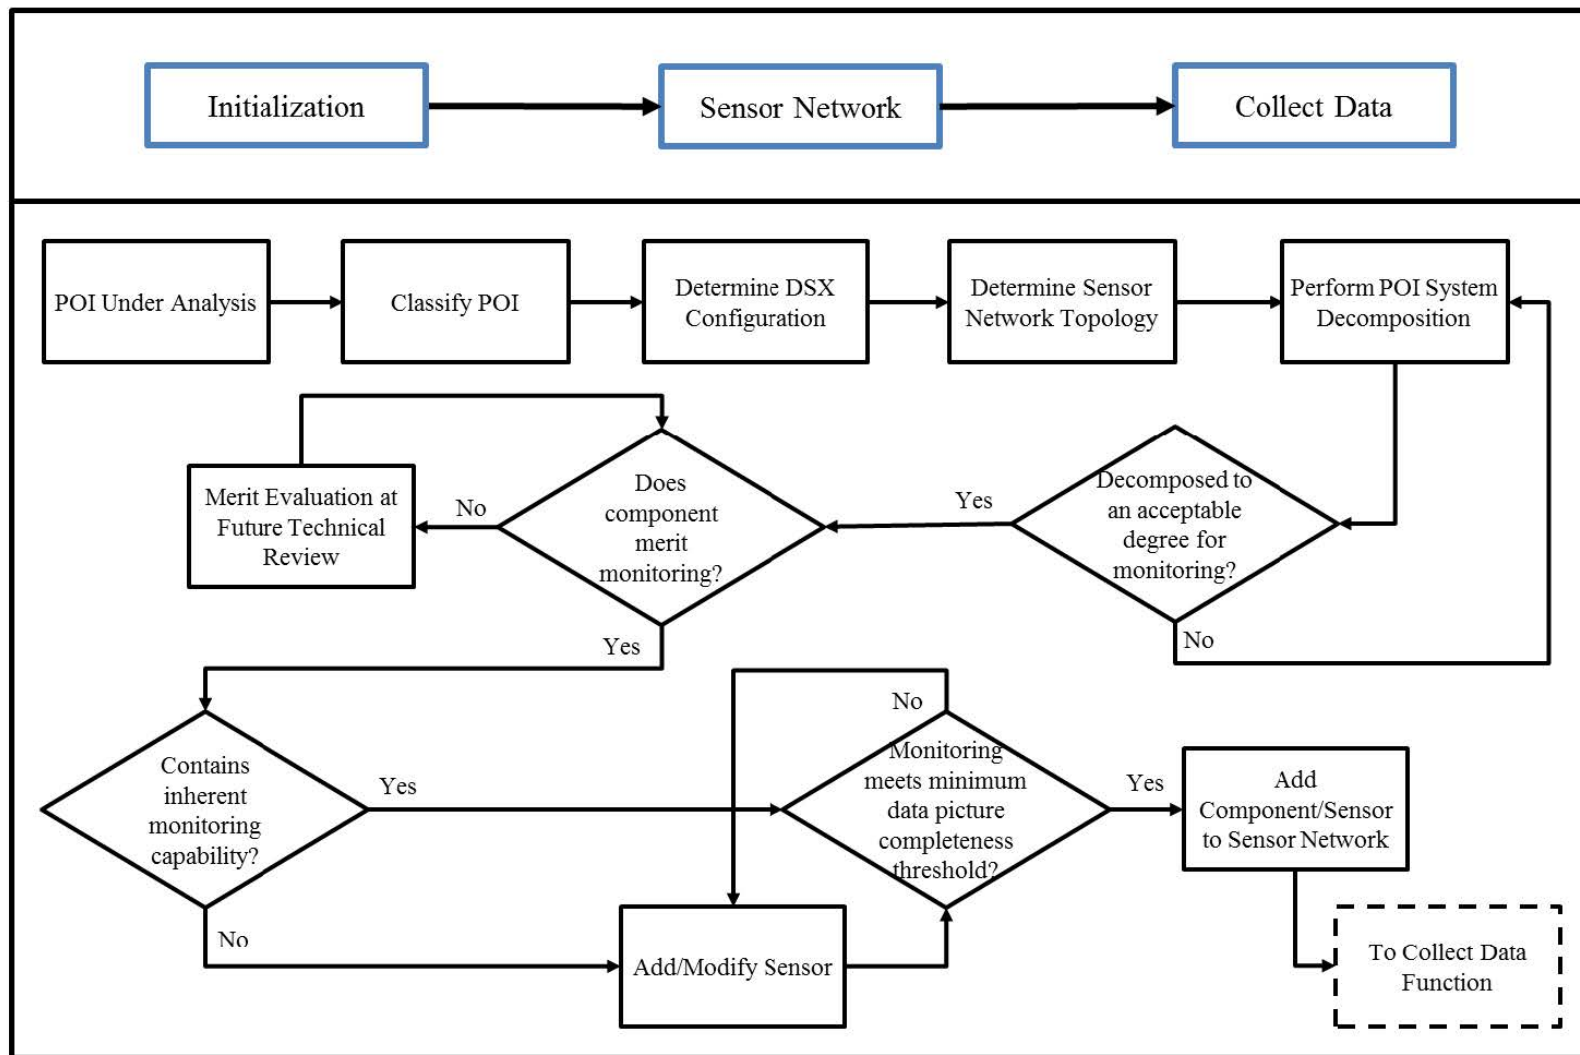 Initialization
Sensor Network
Collect Data
POI Under Analysis
Classify POI
Determine DSX
Configuration
Determine Sensor
Network Topology
Perform POI System
Decomposition
Merit Evaluation at
Future Technical
Review
No
Does
component
merit
monitoring?
Yes
Decomposed to
an acceptable
degree for
monitoring?
No
Yes
Contains
inherent
monitoring
capability?
Yes
No
No
Monitoring
meets minimum
data picture
completeness
threshold?
Yes
Add
Component/Sensor
to Sensor Network
Add/Modify Sensor
To Collect Data
Function